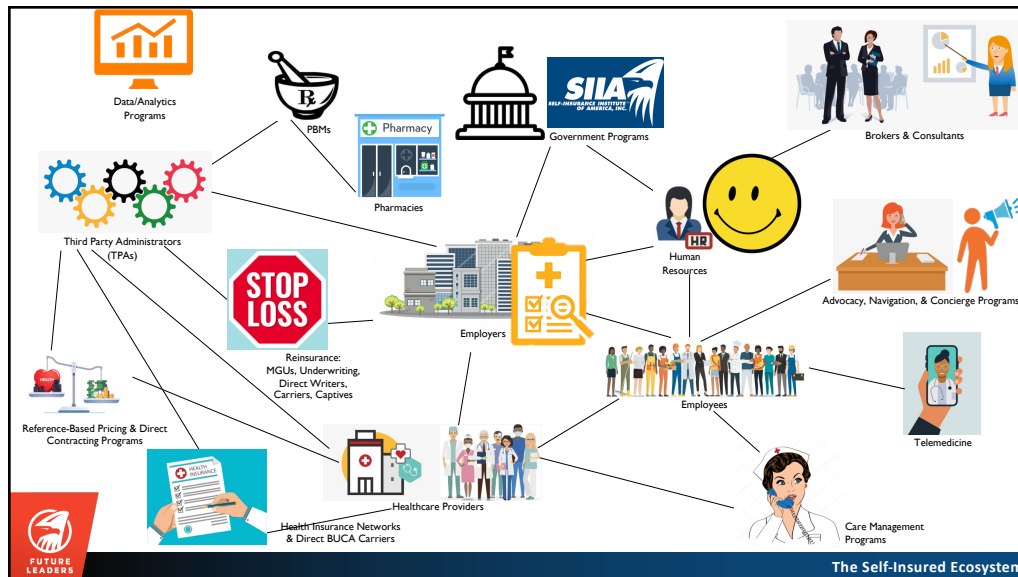 Data/Analytics
Programs
Rx
PBMs
Pharmacy
Pharmacies
SIIA
SELF-INSURANCE INSTITUTE
OF AMERICA, INC.
Government Programs
Brokers & Consultants
Third Party Administrators
(TPAs)
HR
Human
Resources
Advocacy, Navigation, & Concierge Programs
STOP
LOSS
Employers
Reinsurance:
MGUs, Underwriting,
Direct Writers,
Carriers, Captives
Employees
HEALTH
Reference-Based Pricing & Direct
Contracting Programs
Telemedicine
HEALTH
INSURANCE
Healthcare Providers
Health Insurance Networks
& Direct BUCA Carriers
Care Management
Programs
FUTURE
LEADERS
The Self-Insured Ecosystem